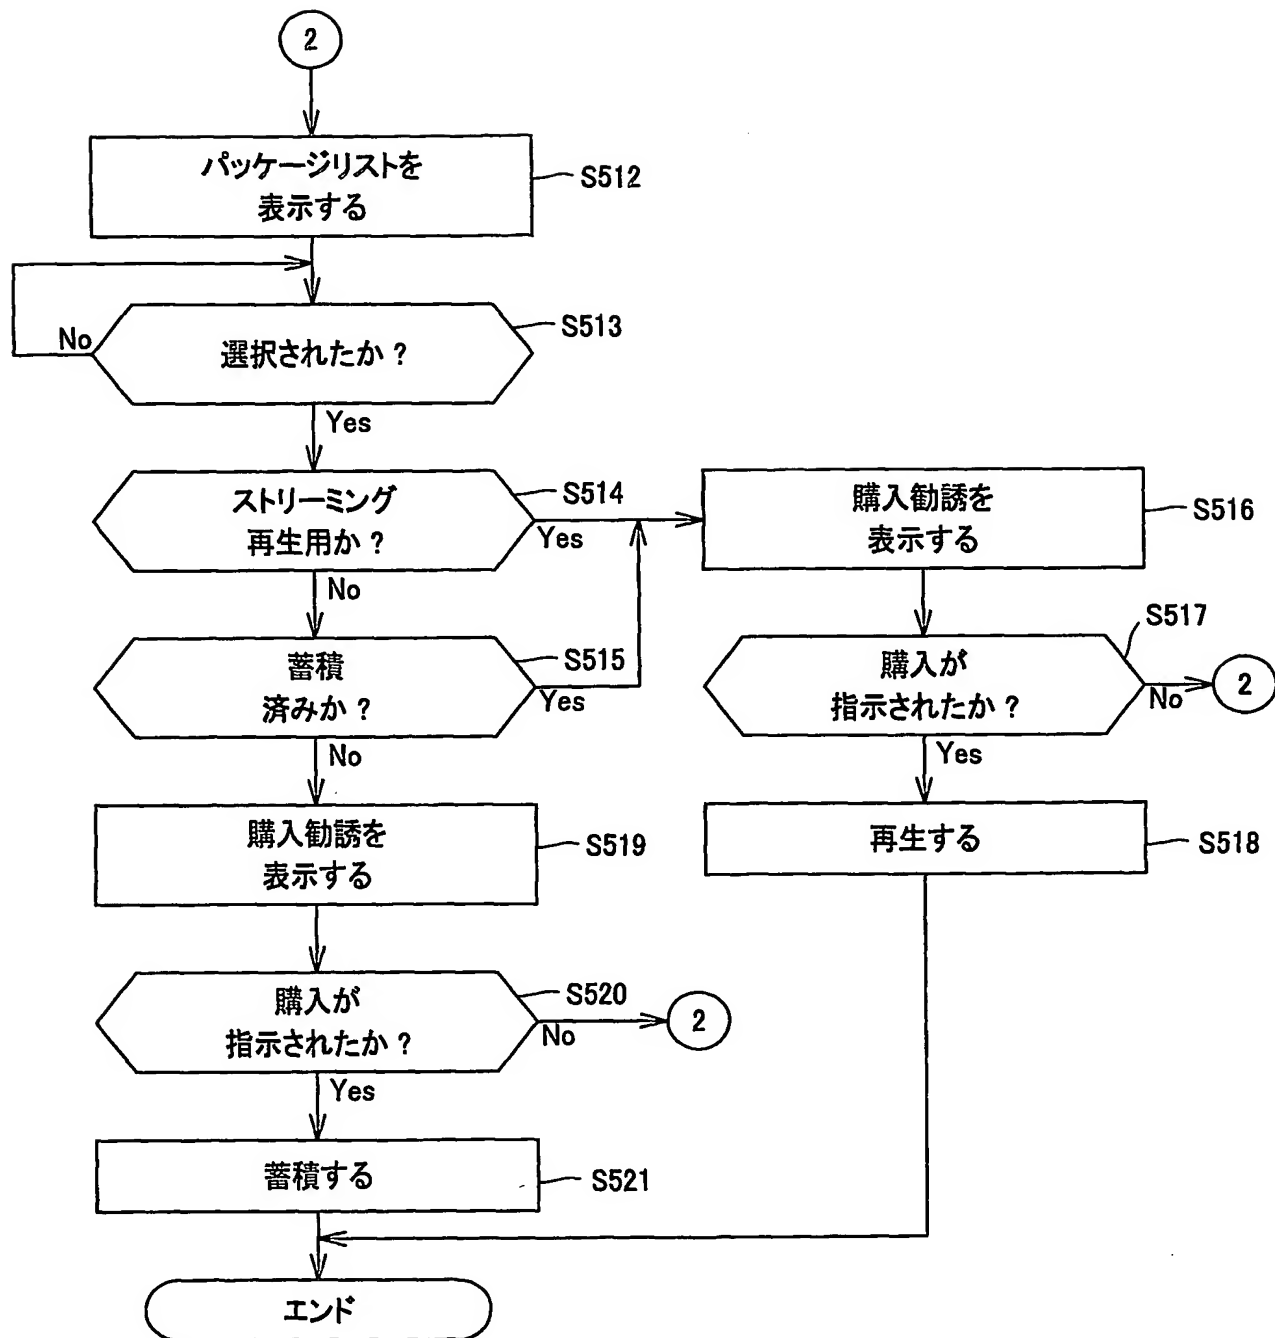 2
パッケージリストを
表示する
S512
選択されたか？
S513
No
Yes
ストリーミング
再生用か？
S514
Yes
No
蓄積
済みか？
S515
Yes
No
購入勧誘を
表示する
S516
購入が
指示されたか？
S517
No
2
Yes
再生する
S518
購入勧誘を
表示する
S519
購入が
指示されたか？
S520
No
2
Yes
蓄積する
S521
エンド